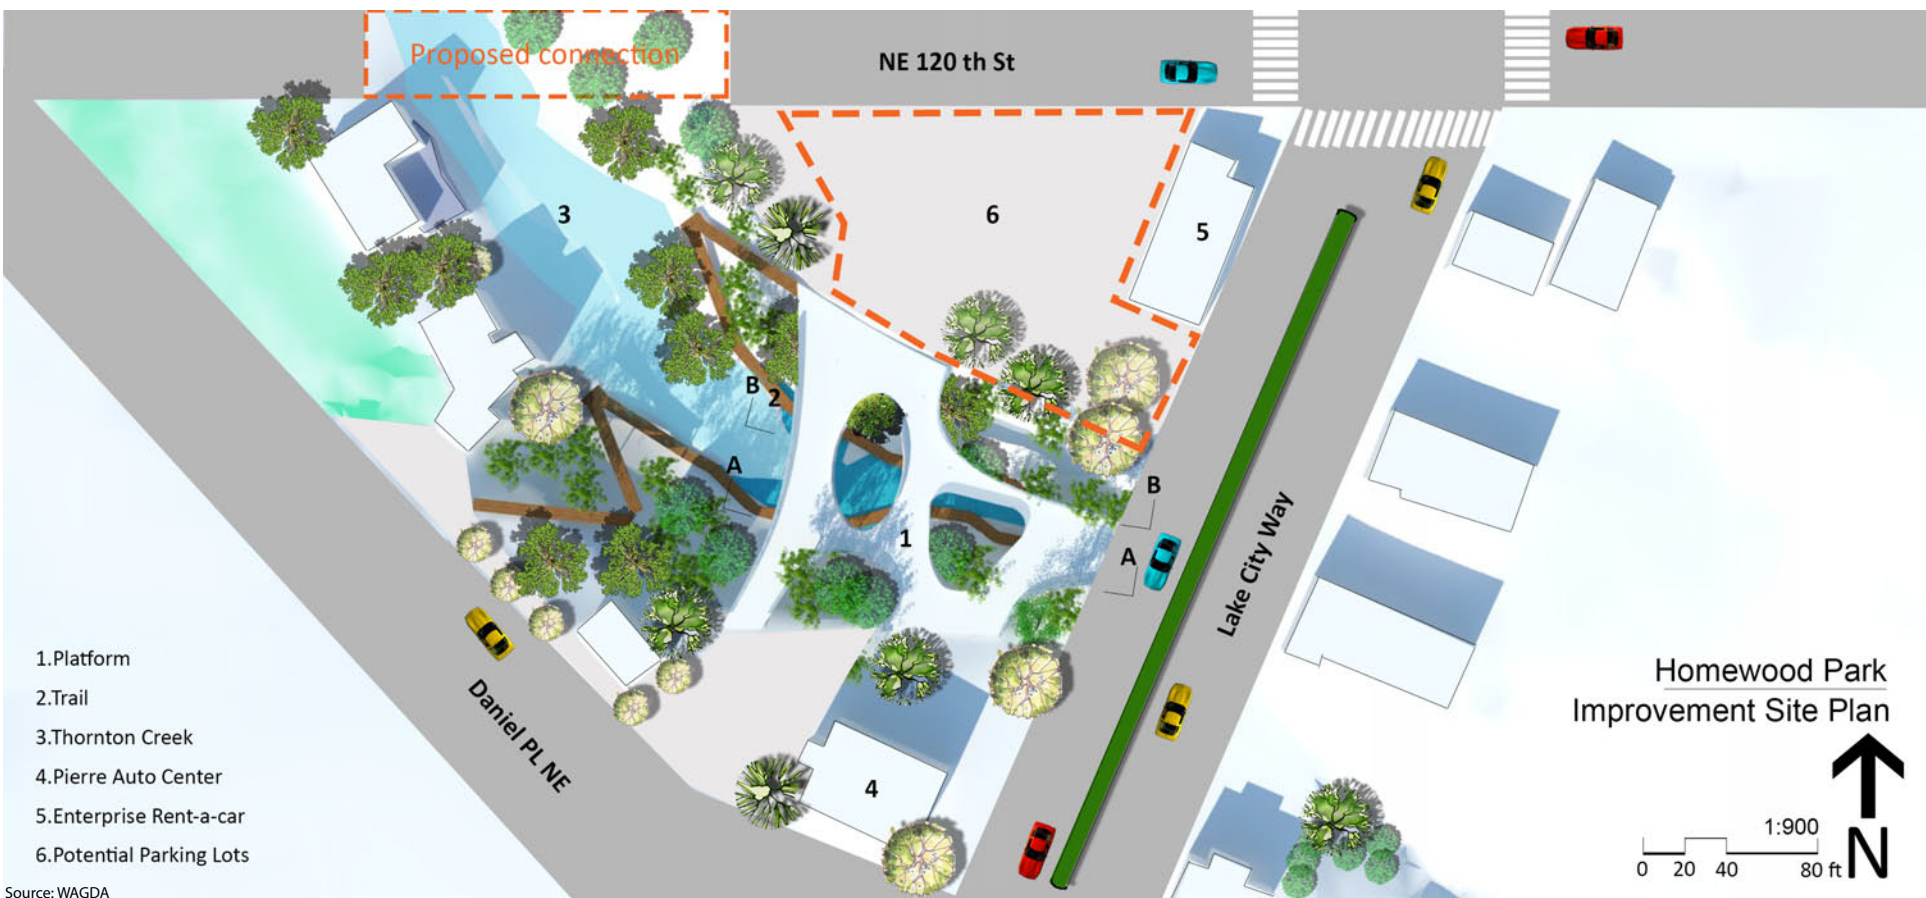 Proposed connection
NE 120 th St
3
6
5
B
2
A
B
1
A
Lake City Way
1.Platform
2.Trail
3.Thornton Creek
4.Pierre Auto Center
5.Enterprise Rent-a-car
6.Potential Parking Lots
Source: WAGDA
Daniel PL NE
4
Homewood Park
Improvement Site Plan
1:900
0 20 40 80 ft
N